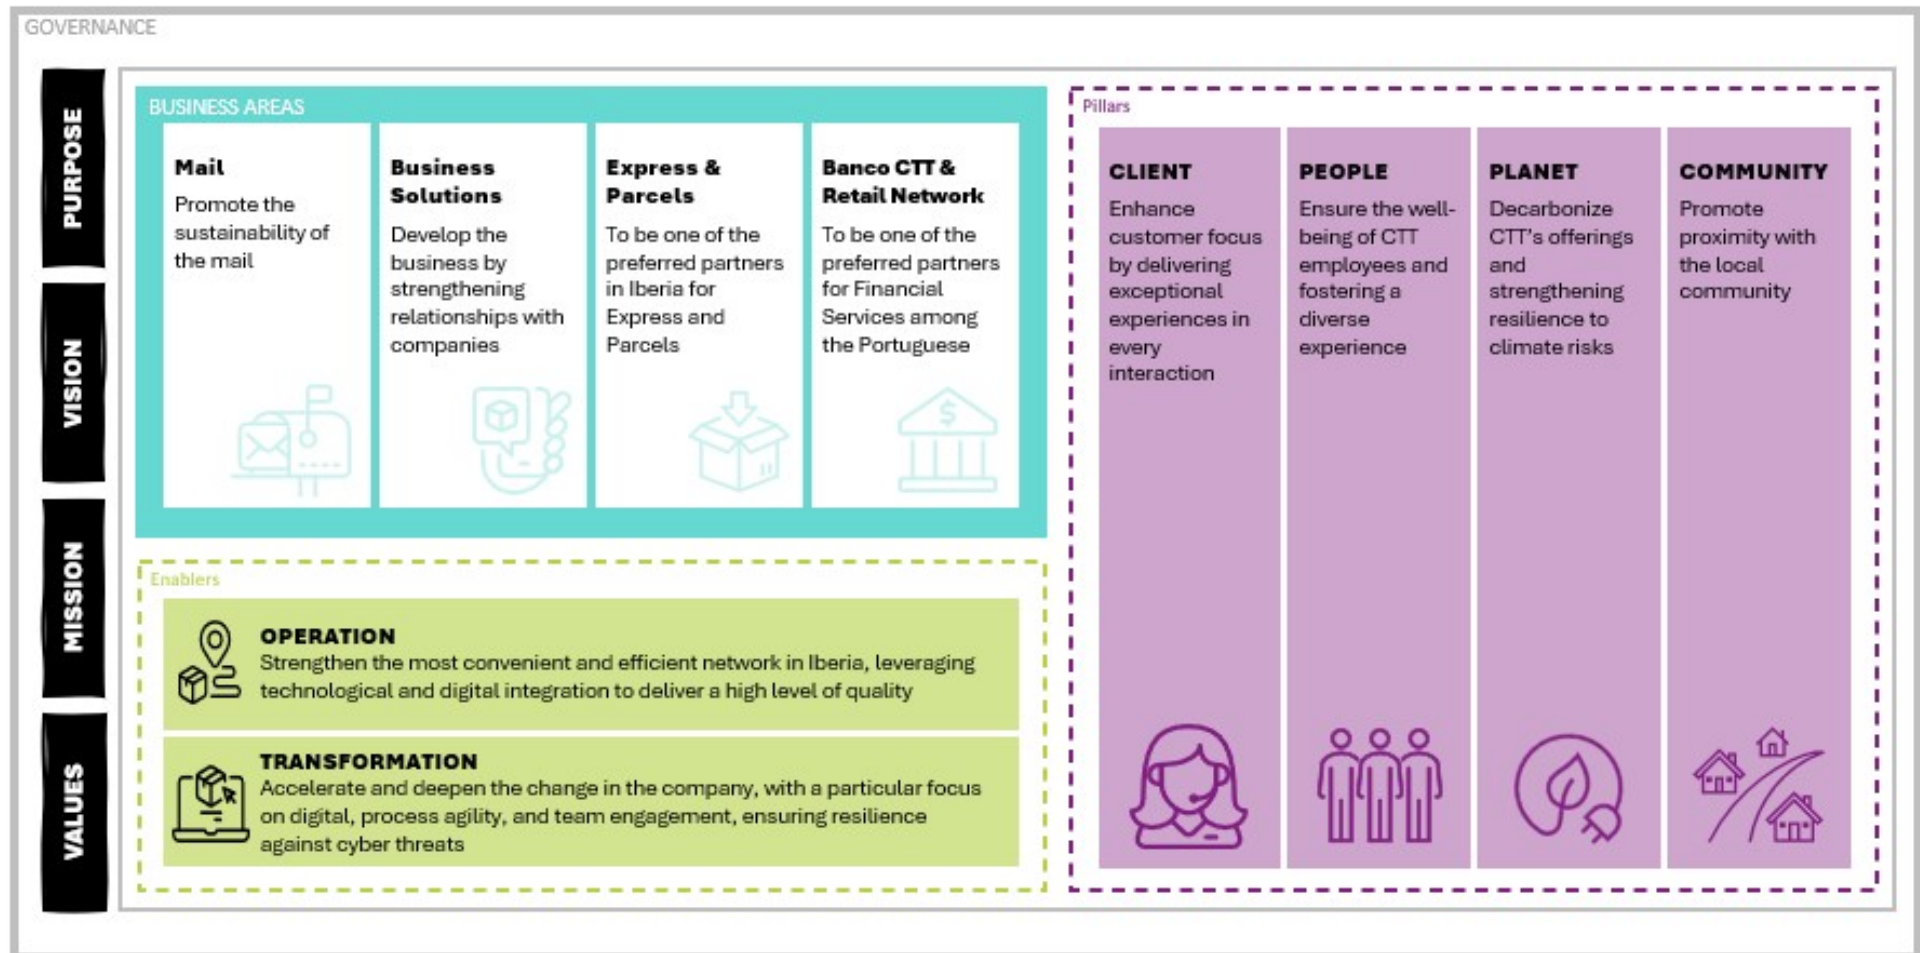 GOVERNANCE
PURPOSE
VISION
MISSION
VALUES
BUSINESS AREAS
Mail
Promote the
sustainability of
the mail
Business
Solutions
Develop the
business by
strengthening
relationships with
companies
Express &
Parcels
To be one of the
preferred partners
in Iberia for
Express and
Parcels
Banco CTT &
Retail Network
To be one of the
preferred partners
for Financial
Services among
the Portuguese
$
Enablers
OPERATION
Strengthen the most convenient and efficient network in Iberia, leveraging
technological and digital integration to deliver a high level of quality
TRANSFORMATION
Accelerate and deepen the change in the company, with a particular focus
on digital, process agility, and team engagement, ensuring resilience
against cyber threats
Pillars
CLIENT
Enhance
customer focus
by delivering
exceptional
experiences in
every
interaction
PEOPLE
Ensure the well-
being of CTT
employees and
fostering a
diverse
experience
PLANET
Decarbonize
CTT's offerings
and
strengthening
resilience to
climate risks
COMMUNITY
Promote
proximity with
the local
community